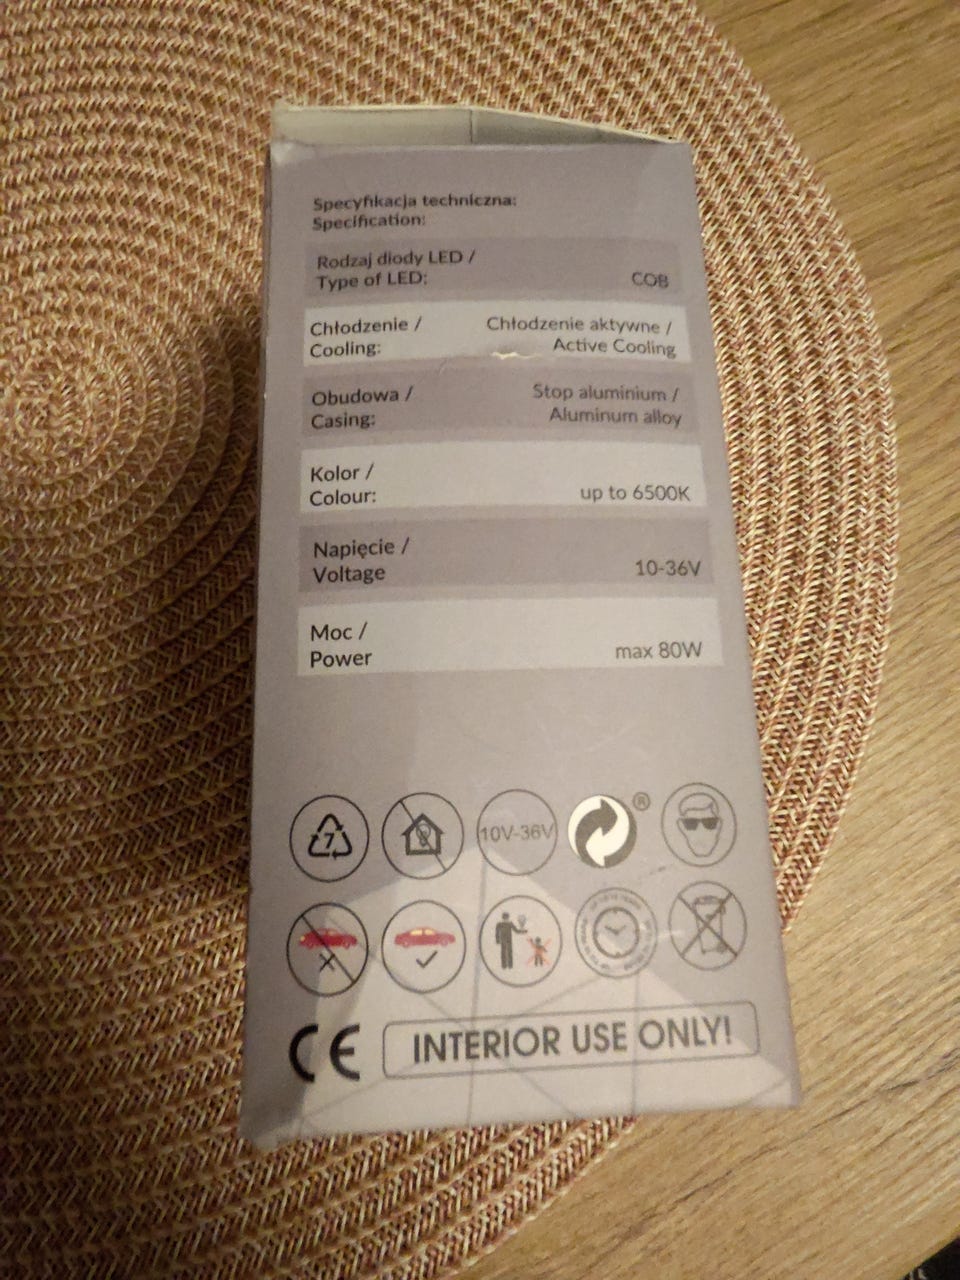 Specyfikacja techniczna:
Specification:
Rodzaj diody LED /
Type of LED:
COB
Chłodzenie /
Cooling:
Chłodzenie aktywne /
Active Cooling
Obudowa /
Casing:
Stop aluminium /
Aluminum alloy
Kolor /
Colour:
up to 6500K
Napięcie /
Voltage
10-36V
Moc /
Power
max 80W
7
10V-36V
®
CE
INTERIOR USE ONLY!